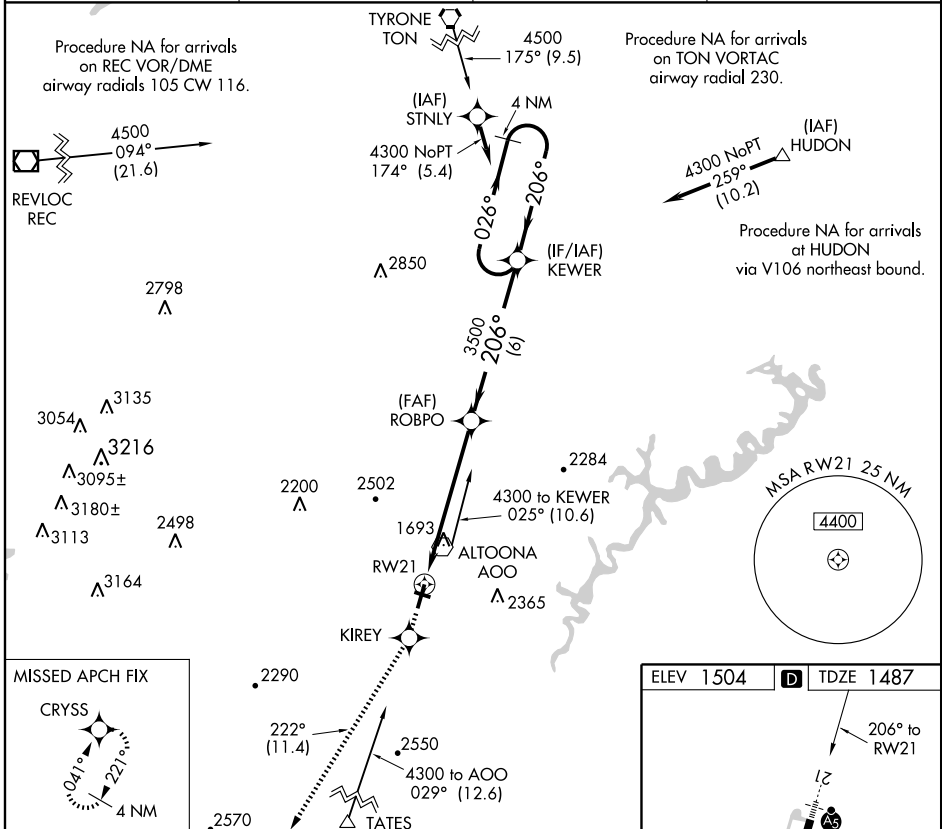 TYRONE
TON
4500
175° (9.5)
Procedure NA for arrivals
on REC VOR/DME
airway radials 105 CW 116.
Procedure NA for arrivals
on TON VORTAC
airway radial 230.
(IAF)
STNLY
4 NM
4300 NoPT
174° (5.4)
(IAF)
HUDON
4300 NoPT
259°
(10.2)
4500
094°
(21.6)
REVLOC
REC
026°
206°
(IF/IAF)
KEWER
Procedure NA for arrivals
at HUDON
via V106 northeast bound.
2850
2798
3500
206°
(6)
3135
3054
3216
3095±
3180±
3113
2498
3164
(FAF)
ROBPO
2284
2200
2502
4300 to KEWER
025° (10.6)
1693
ALTOONA
AOO
RW21
2365
KIREY
MSA RW21 25 NM
4400
MISSED APCH FIX
CRYSS
041°
221°
4 NM
2290
222°
(11.4)
2550
4300 to AOO
029° (12.6)
2570
TATES
ELEV 1504
D
TDZE 1487
206° to
RW21
21
A5